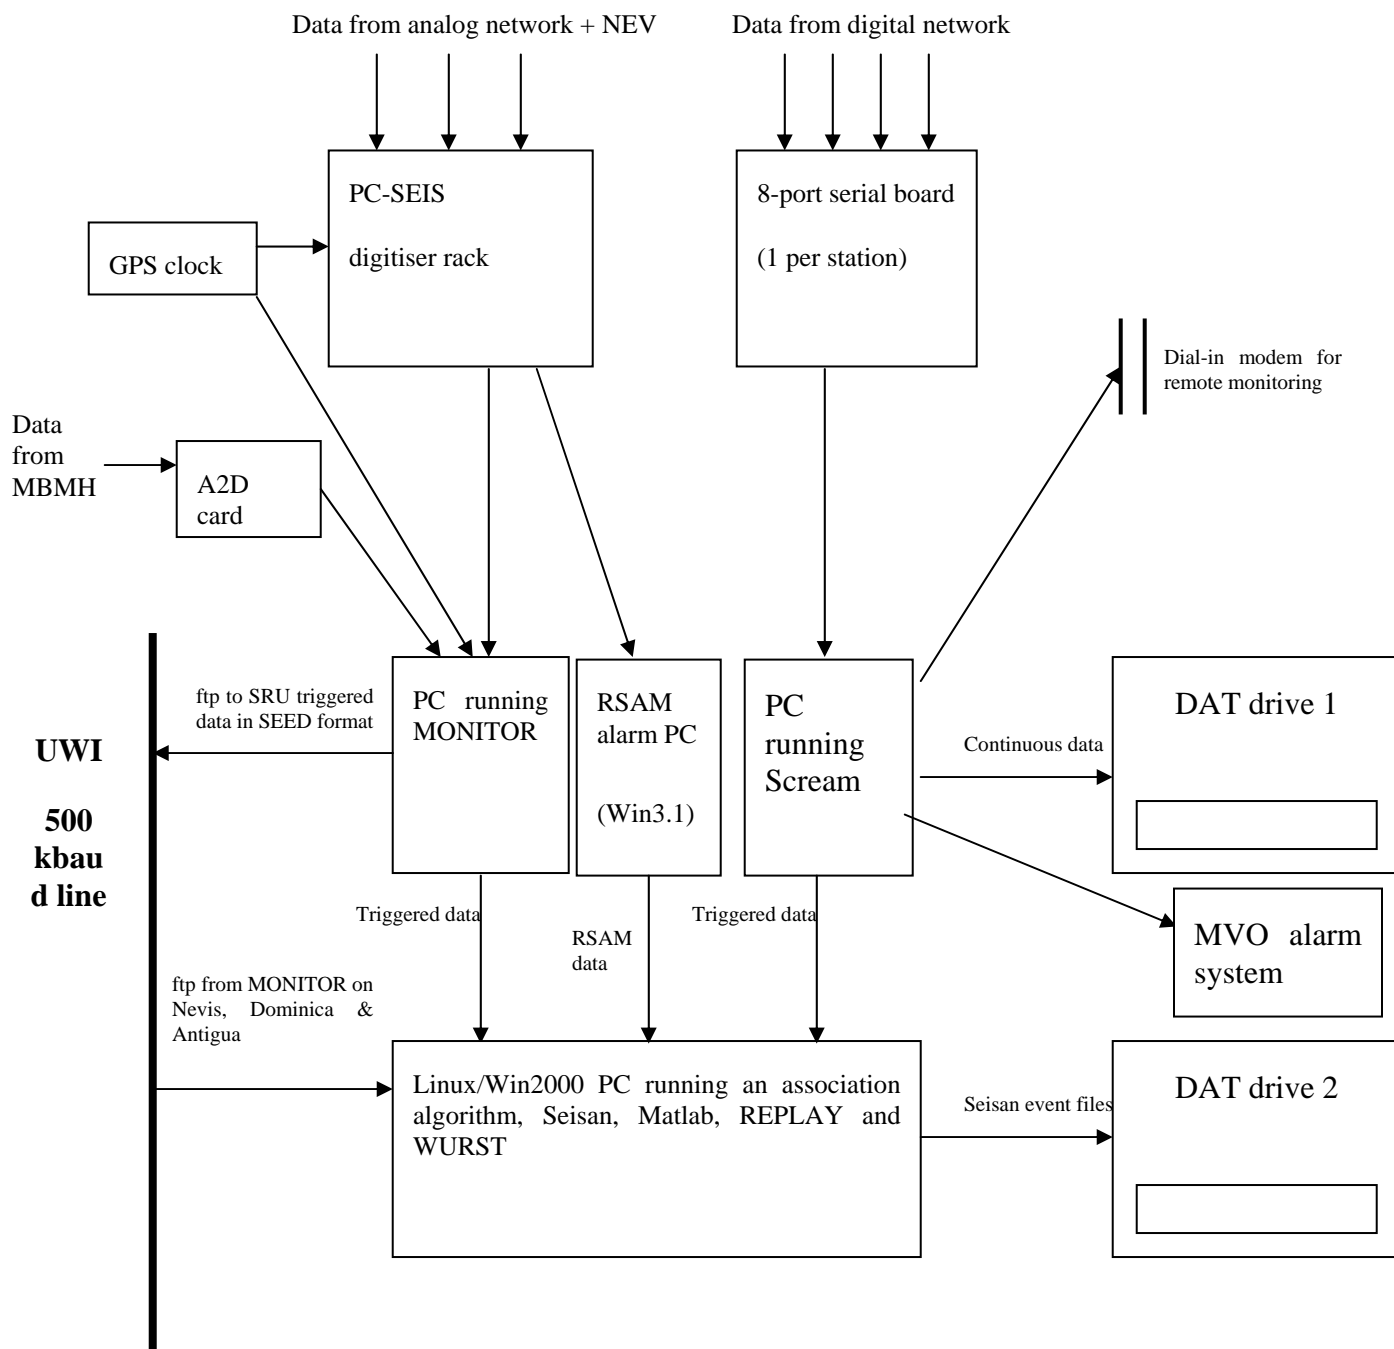 Data from analog network + NEV
Data from digital network
PC-SEIS
digitiser rack
8-port serial board
(1 per station)
GPS clock
Dial-in modem for
remote monitoring
Data
from
MBMH
A2D
card
ftp to SRU triggered
data in SEED format
PC running
MONITOR
RSAM
alarm PC
(Win3.1)
PC
running
Scream
Continuous data
DAT drive 1
UWI
500
kbau
d line
Triggered data
RSAM
data
Triggered data
MVO alarm
system
ftp from MONITOR on
Nevis, Dominica &
Antigua
Linux/Win2000 PC running an association
algorithm, Seisan, Matlab, REPLAY and
WURST
Seisan event files
DAT drive 2